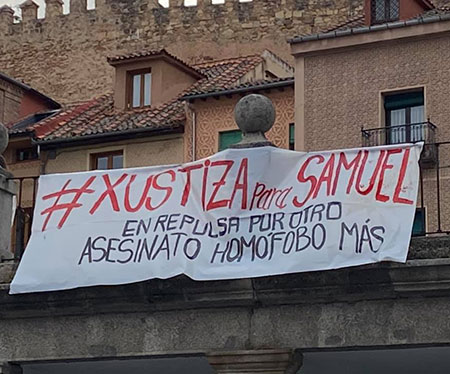 #XUSTIZA Para SAMUEL
EN REPULSA POR OTRO
ASESINATO HOMOFOBO MÁS